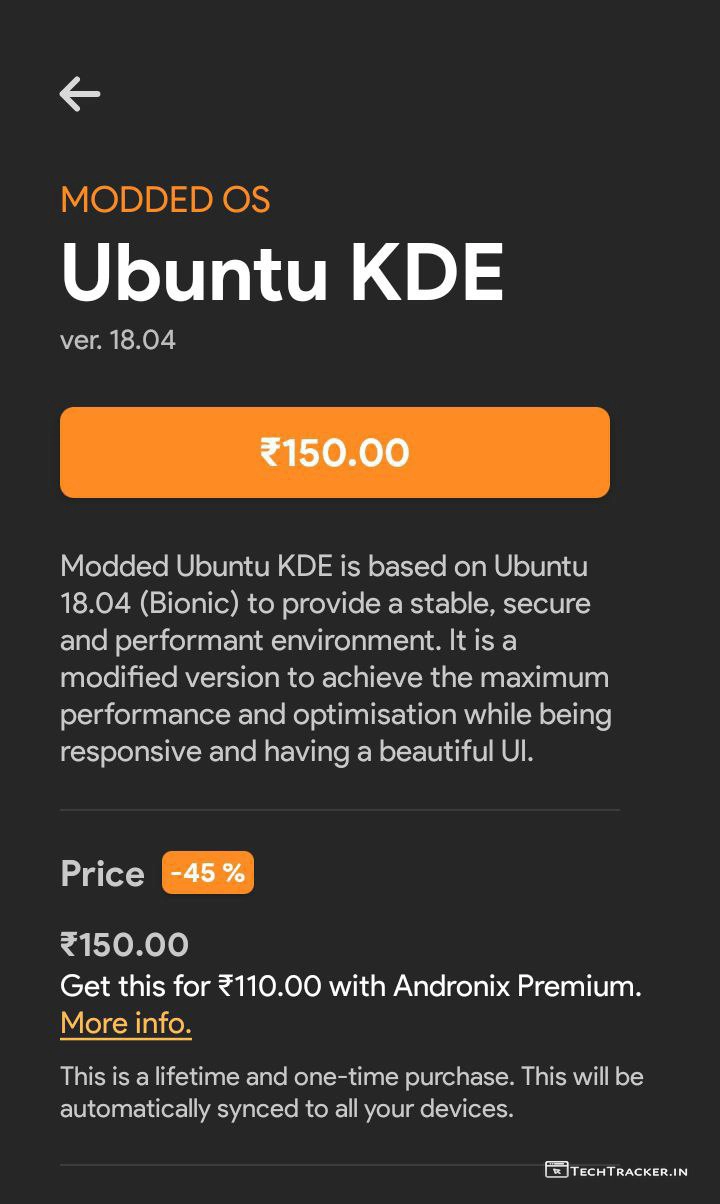 MODDED OS
Ubuntu KDE
ver. 18.04
₹150.00
Modded Ubuntu KDE is based on Ubuntu
18.04 (Bionic) to provide a stable, secure
and performant environment. It is a
modified version to achieve the maximum
performance and optimisation while being
responsive and having a beautiful UI.
Price -45 %
₹150.00
Get this for ₹110.00 with Andronix Premium.
More info.
This is a lifetime and one-time purchase. This will be
automatically synced to all your devices.
TECHTRACKER.IN